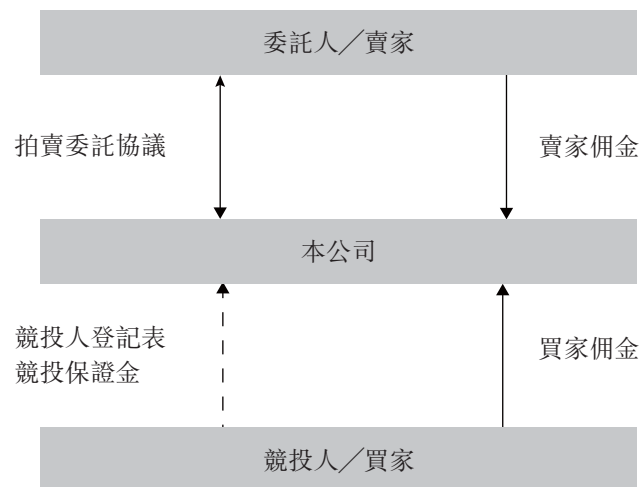 委託人／賣家
拍賣委託協議
賣家佣金
本公司
競投人登記表
競投保證金
買家佣金
競投人／買家